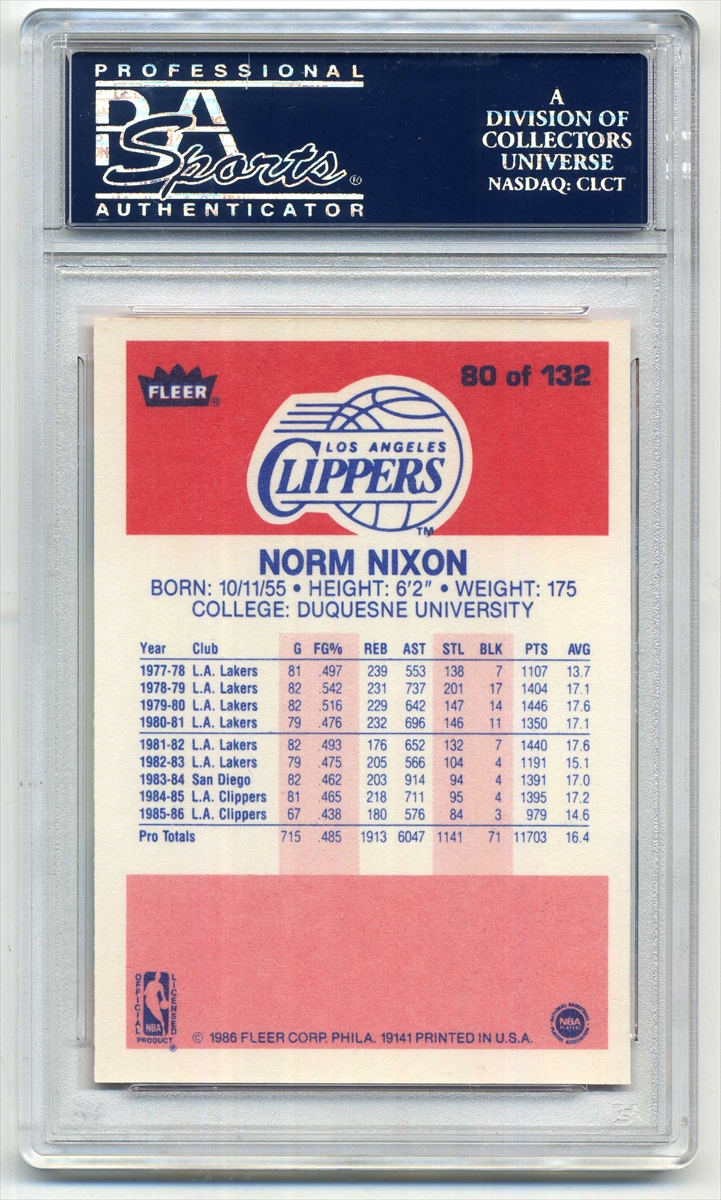 PROFESSIONAL
PSA
Sports®
AUTHENTICATOR
A
DIVISION OF
COLLECTORS
UNIVERSE
NASDAQ: CLCT
FLEER®
80 of 132
LOS ANGELES
CLIPPERS
TM
NORM NIXON
BORN: 10/11/55 • HEIGHT: 6'2" • WEIGHT: 175
COLLEGE: DUQUESNE UNIVERSITY
Year Club G FG% REB AST STL BLK PTS AVG
1977-78 L.A. Lakers 81 .497 239 553 138 7 1107 13.7
1978-79 L.A. Lakers 82 .542 231 737 201 17 1404 17.1
1979-80 L.A. Lakers 82 .516 229 642 147 14 1446 17.6
1980-81 L.A. Lakers 79 .476 232 696 146 11 1350 17.1
1981-82 L.A. Lakers 82 .493 176 652 132 7 1440 17.6
1982-83 L.A. Lakers 79 .475 205 566 104 4 1191 15.1
1983-84 San Diego 82 .462 203 914 94 4 1391 17.0
1984-85 L.A. Clippers 81 .465 218 711 95 4 1395 17.2
1985-86 L.A. Clippers 67 .438 180 576 84 3 979 14.6
Pro Totals 715 .485 1913 6047 1141 71 11703 16.4
OFFICIAL
LICENSED
NBA
PRODUCT®
© 1986 FLEER CORP. PHILA. 19141 PRINTED IN U.S.A.
NATIONAL BASKETBALL
NBA
PLAYERS
PLAYERS ASSOCIATION